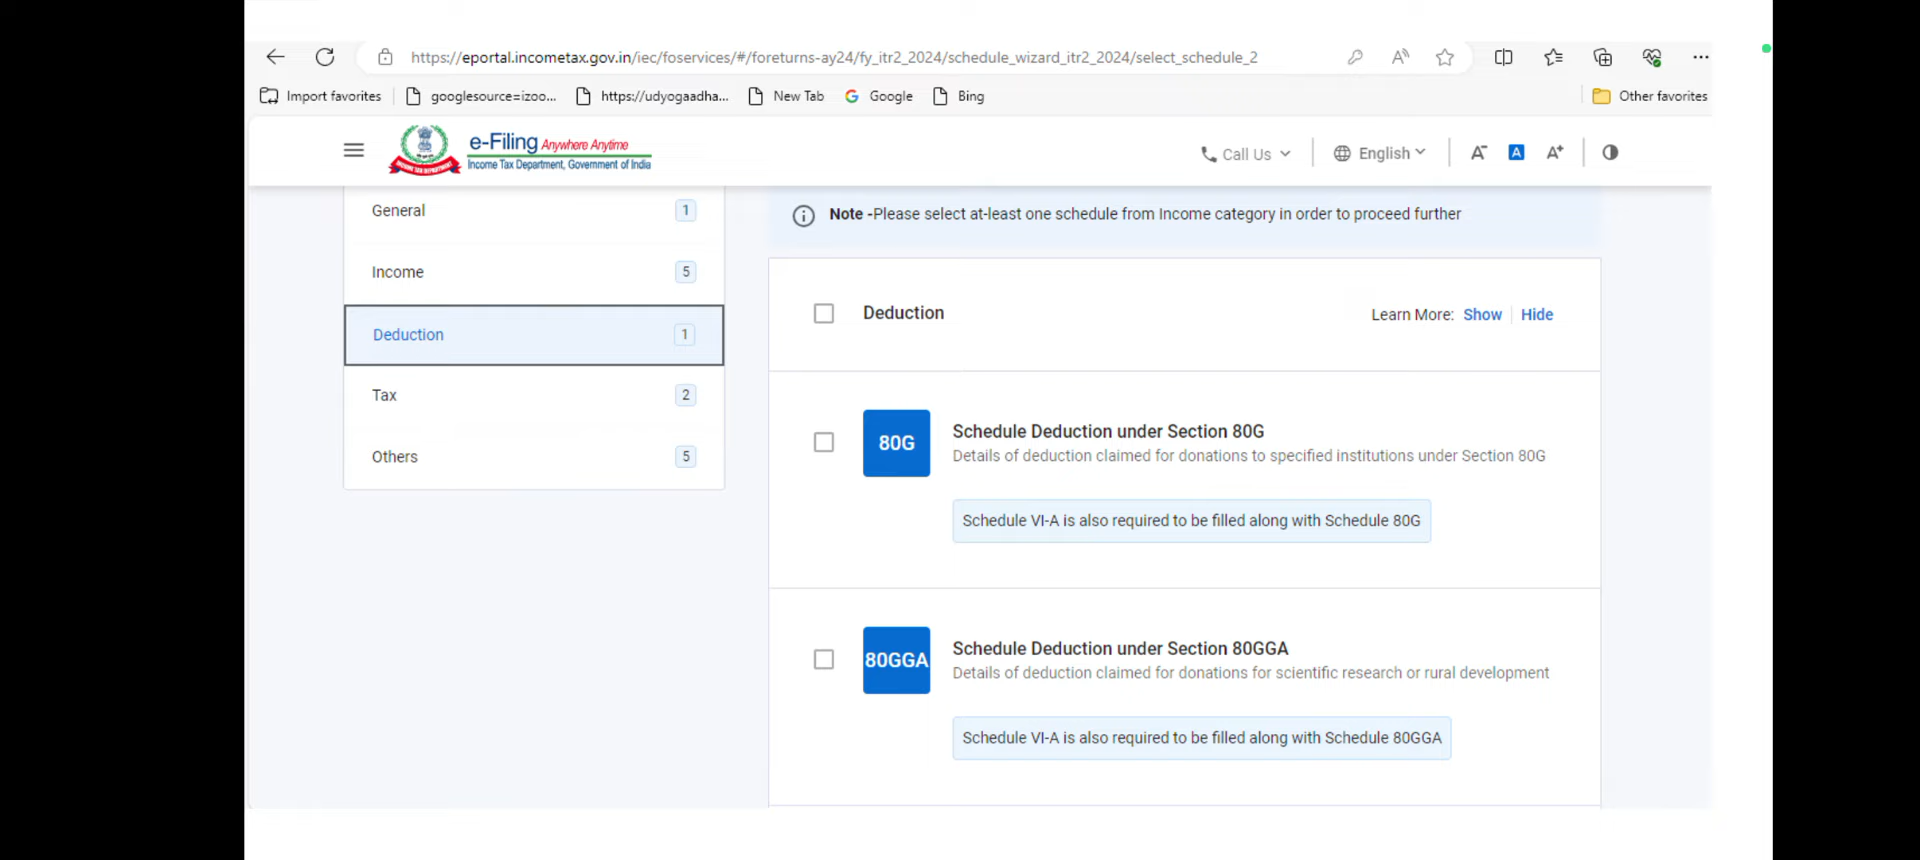 https://eportal.incometax.gov.in/iec/foservices/#/foreturns-ay24/fy_itr2_2024/schedule_wizard_itr2_2024/select_schedule_2
Import favorites
googlesource=izoo...
https://udyogaadha...
New Tab
Google
Bing
Other favorites
e-Filing Anywhere Anytime
Income Tax Department, Government of India
Call Us
English
A-
A
A+
General 1
Income 5
Deduction 1
Tax 2
Others 5
Note -Please select at-least one schedule from Income category in order to proceed further
Deduction
Learn More: Show | Hide
80G
Schedule Deduction under Section 80G
Details of deduction claimed for donations to specified institutions under Section 80G
Schedule VI-A is also required to be filled along with Schedule 80G
80GGA
Schedule Deduction under Section 80GGA
Details of deduction claimed for donations for scientific research or rural development
Schedule VI-A is also required to be filled along with Schedule 80GGA